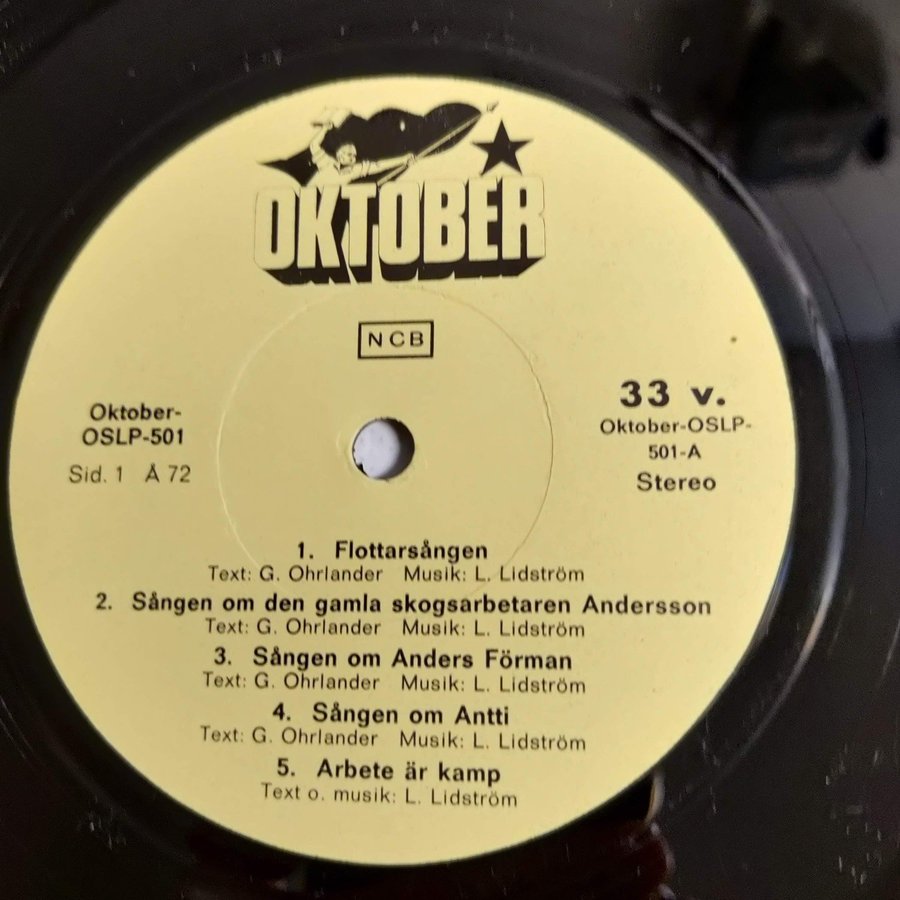 OKTOBER
NCB
Oktober-
OSLP-501
Sid. 1 Å 72
33 v.
Oktober-OSLP-
501-A
Stereo
1. Flottarsången
Text: G. Ohrlander Musik: L. Lidström
2. Sången om den gamla skogsarbetaren Andersson
Text: G. Ohrlander Musik: L. Lidström
3. Sången om Anders Förman
Text: G. Ohrlander Musik: L. Lidström
4. Sången om Antti
Text: G. Ohrlander Musik: L. Lidström
5. Arbete är kamp
Text o. musik: L. Lidström